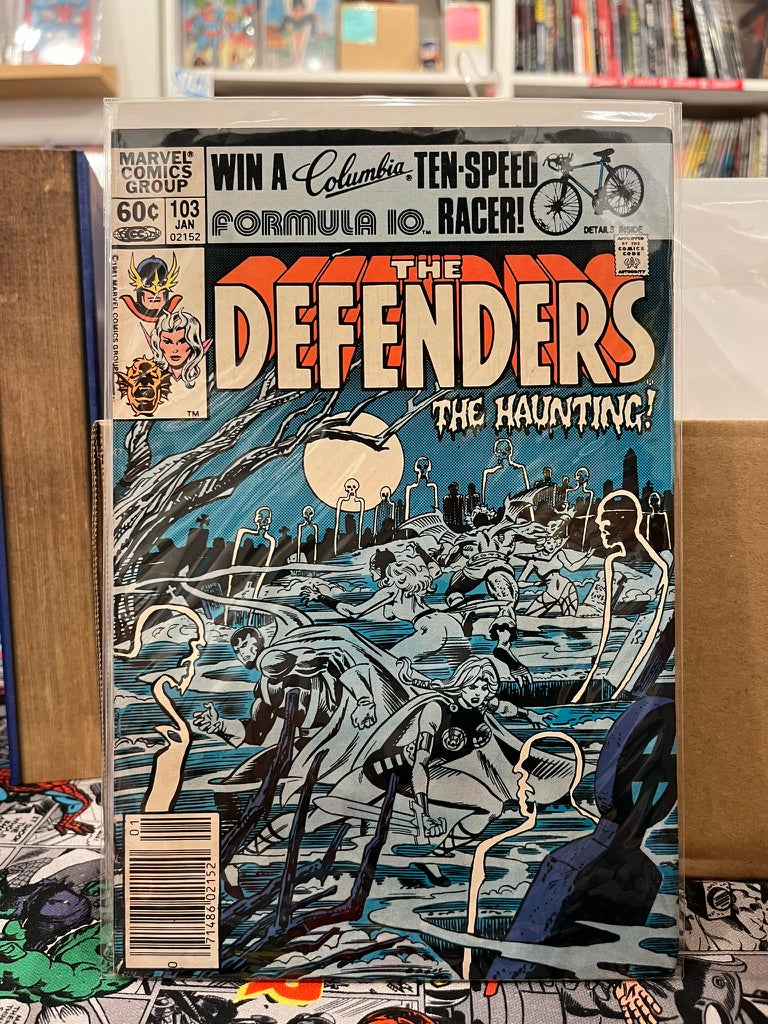 MARVEL®
COMICS
GROUP
60¢
103
JAN
02152
WIN A Columbia® TEN-SPEED
FORMULA 10™ RACER!
DETAILS INSIDE
APPROVED
BY THE
COMICS
CODE
AUTHORITY
©1981 MARVEL COMICS GROUP
THE
DEFENDERS
THE HAUNTING!
TM
01
71486 02152
0